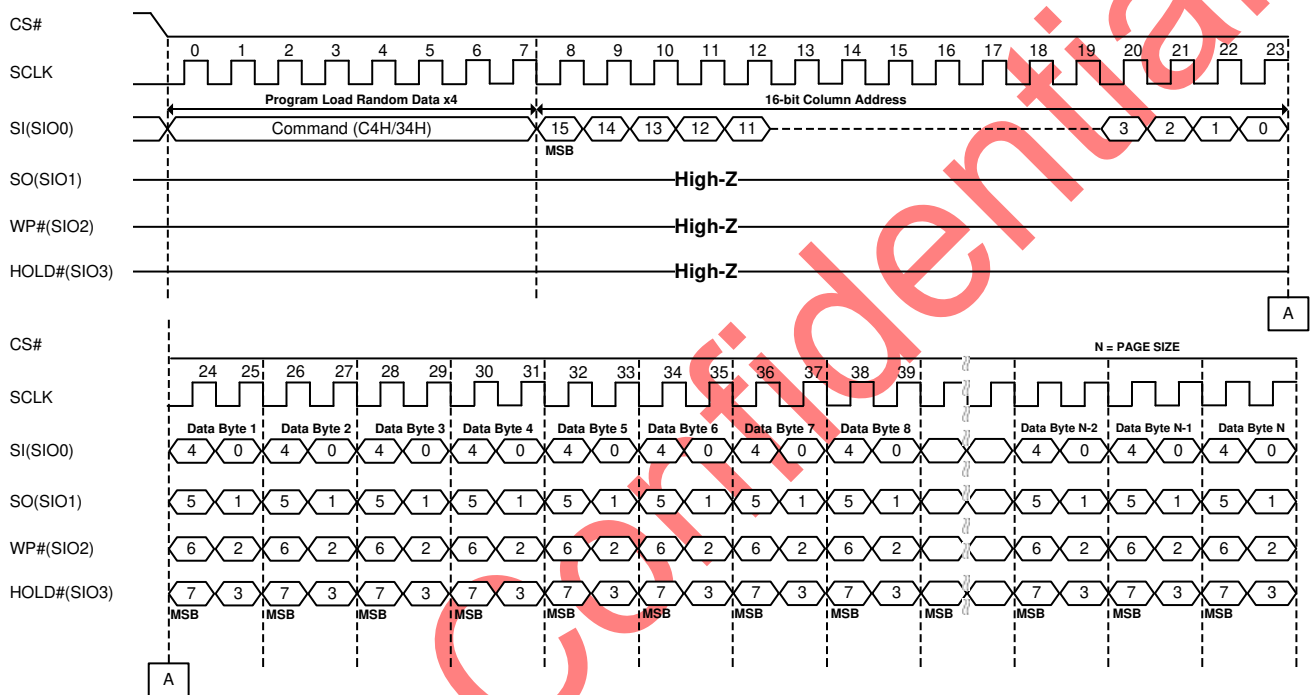 CS#
0 1 2 3 4 5 6 7 8 9 10 11 12 13 14 15 16 17 18 19 20 21 22 23
SCLK
Program Load Random Data x4 16-bit Column Address
SI(SIO0) Command (C4H/34H) 15 14 13 12 11 3 2 1 0
MSB
SO(SIO1) High-Z
WP#(SIO2) High-Z
HOLD#(SIO3) High-Z
A
CS#
N = PAGE SIZE
24 25 26 27 28 29 30 31 32 33 34 35 36 37 38 39
SCLK
Data Byte 1 Data Byte 2 Data Byte 3 Data Byte 4 Data Byte 5 Data Byte 6 Data Byte 7 Data Byte 8 Data Byte N-2 Data Byte N-1 Data Byte N
SI(SIO0) 4 0 4 0 4 0 4 0 4 0 4 0 4 0 4 0 4 0 4 0 4 0
SO(SIO1) 5 1 5 1 5 1 5 1 5 1 5 1 5 1 5 1 5 1 5 1 5 1
WP#(SIO2) 6 2 6 2 6 2 6 2 6 2 6 2 6 2 6 2 6 2 6 2 6 2
HOLD#(SIO3) 7 3 7 3 7 3 7 3 7 3 7 3 7 3 7 3 7 3 7 3 7 3
MSB MSB MSB MSB MSB MSB MSB MSB MSB MSB MSB MSB
A
Confidential